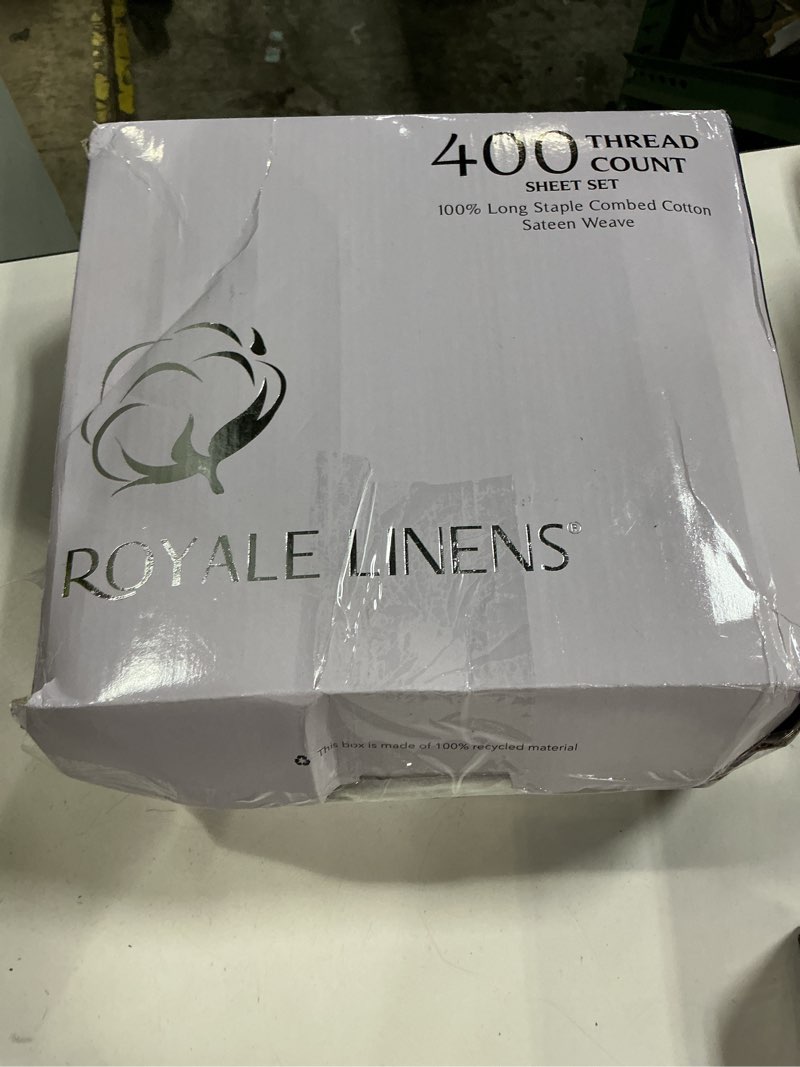 400 THREAD
COUNT
SHEET SET
100% Long Staple Combed Cotton
Sateen Weave
ROYALE LINENS®
This box is made of 100% recycled material